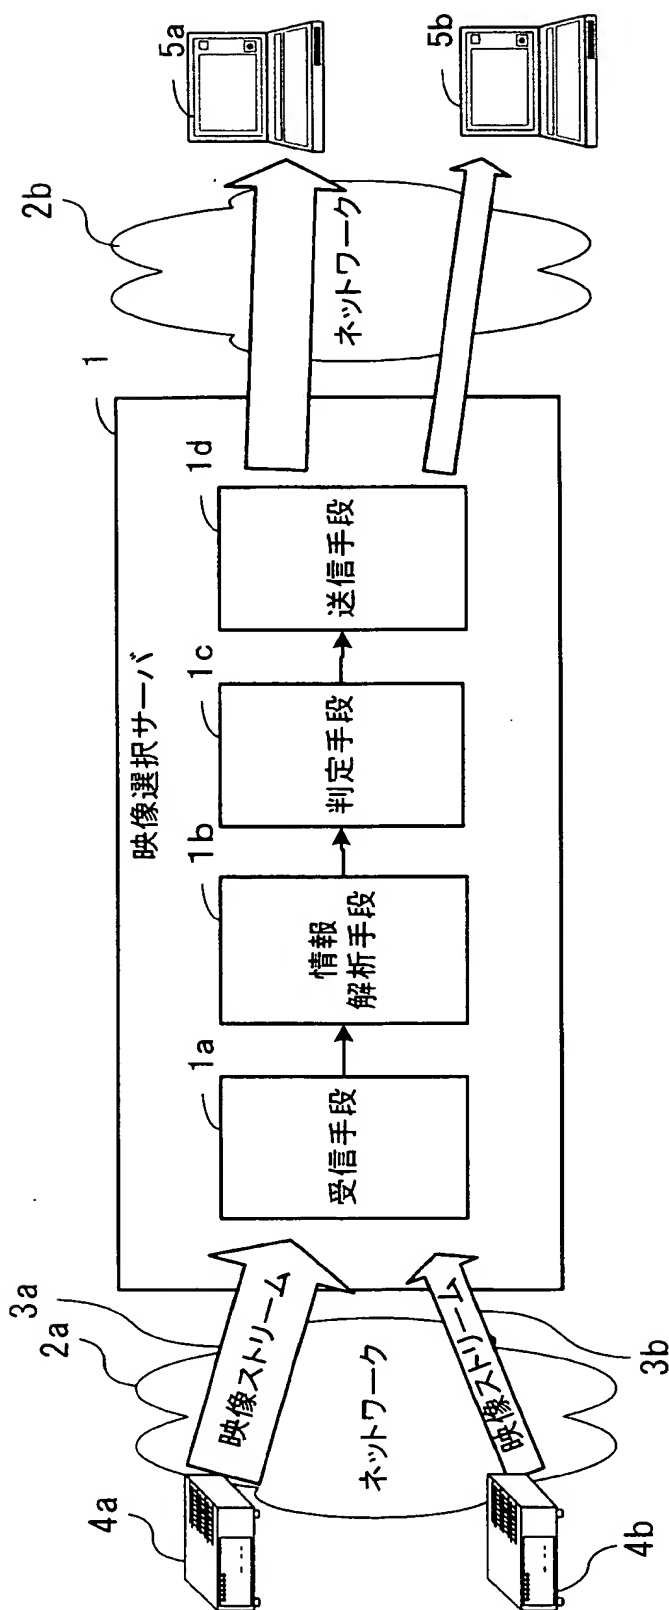 映像選択サーバ
1
2a
3a
4a
映像ストリーム
ネットワーク
映像ストリーム
3b
4b
1a
受信手段
1b
情報
解析手段
1c
判定手段
1d
送信手段
2b
ネットワーク
5a
5b